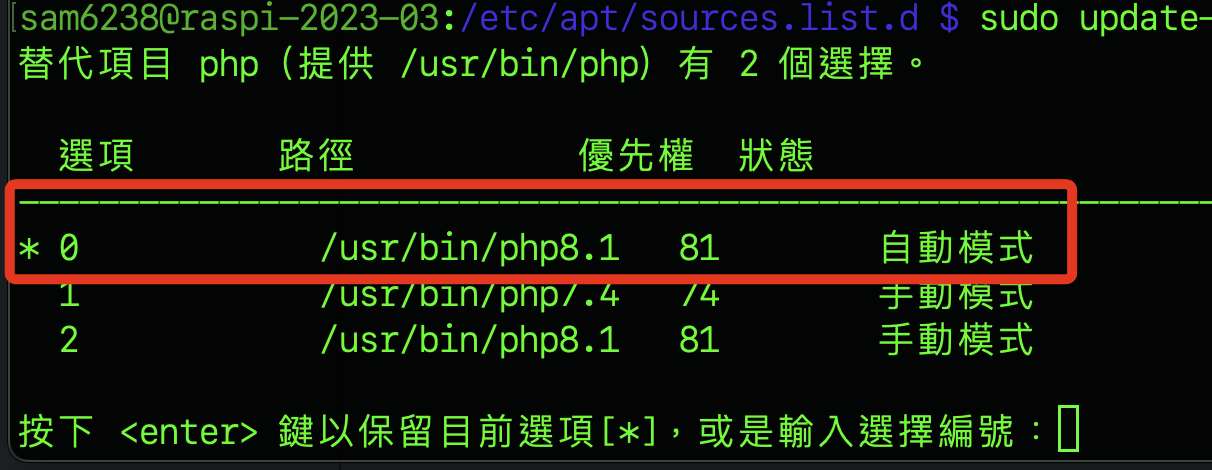 [sam6238@raspi-2023-03:/etc/apt/sources.list.d $ sudo update-
替代項目 php (提供 /usr/bin/php) 有 2 個選擇。
選項 路徑 優先權 狀態
------------------------------------------------------------
* 0 /usr/bin/php8.1 81 自動模式
1 /usr/bin/php7.4 74 手動模式
2 /usr/bin/php8.1 81 手動模式
按下 <enter> 鍵以保留目前選項[*]，或是輸入選擇編號：